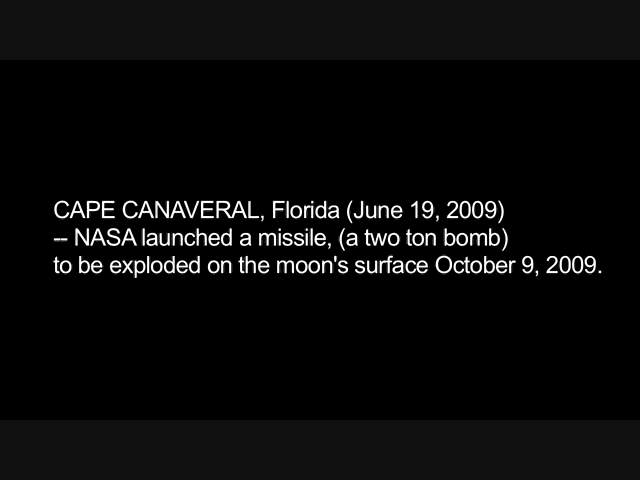 CAPE CANAVERAL, Florida (June 19, 2009)
-- NASA launched a missile, (a two ton bomb)
to be exploded on the moon's surface October 9, 2009.